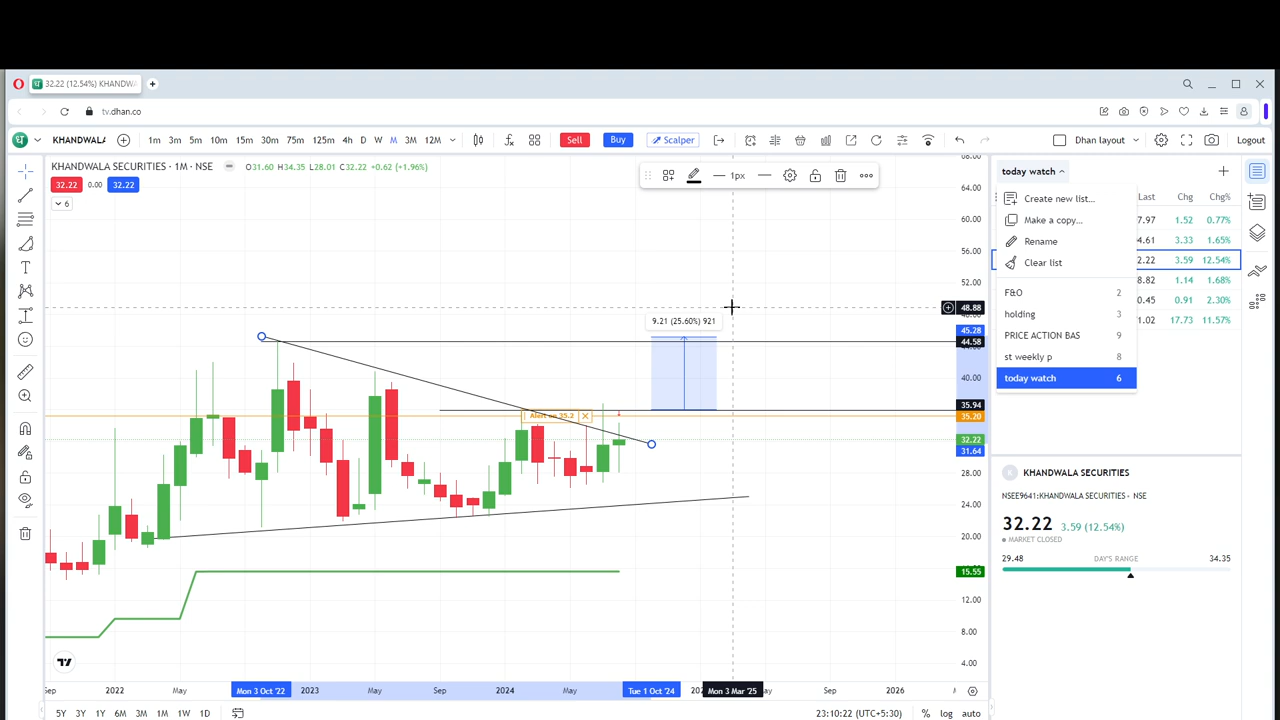 32.22 (12.54%) KHANDWA
tv.dhan.co
KHANDWALA
1m 3m 5m 10m 15m 30m 75m 125m 4h D W M 3M 12M
Sell
Buy
Scalper
Dhan layout
Logout
KHANDWALA SECURITIES · 1M · NSE
O31.60 H34.35 L28.01 C32.22 +0.62 (+1.96%)
32.22 0.00 32.22
6
1px
today watch
Create new list...
Make a copy...
Rename
Clear list
F&O 2
holding 3
PRICE ACTION BAS 9
st weekly p 8
today watch 6
Last Chg Chg%
7.97 1.52 0.77%
4.61 3.33 1.65%
2.22 3.59 12.54%
8.82 1.14 1.68%
0.45 0.91 2.30%
1.02 17.73 11.57%
9.21 (25.60%) 921
Alert on 35.2
68.00
64.00
60.00
56.00
52.00
48.88
45.28
44.58
40.00
35.94
35.20
32.22
31.64
28.00
24.00
20.00
15.55
12.00
8.00
4.00
KHANDWALA SECURITIES
NSEE9641:KHANDWALA SECURITIES · NSE
32.22 3.59 (12.54%)
MARKET CLOSED
29.48 DAY'S RANGE 34.35
Sep 2022 May Mon 3 Oct '22 2023 May Sep 2024 May Tue 1 Oct '24 Mon 3 Mar '25 Sep 2026
5Y 3Y 1Y 6M 3M 1M 1W 1D
23:10:22 (UTC+5:30) % log auto